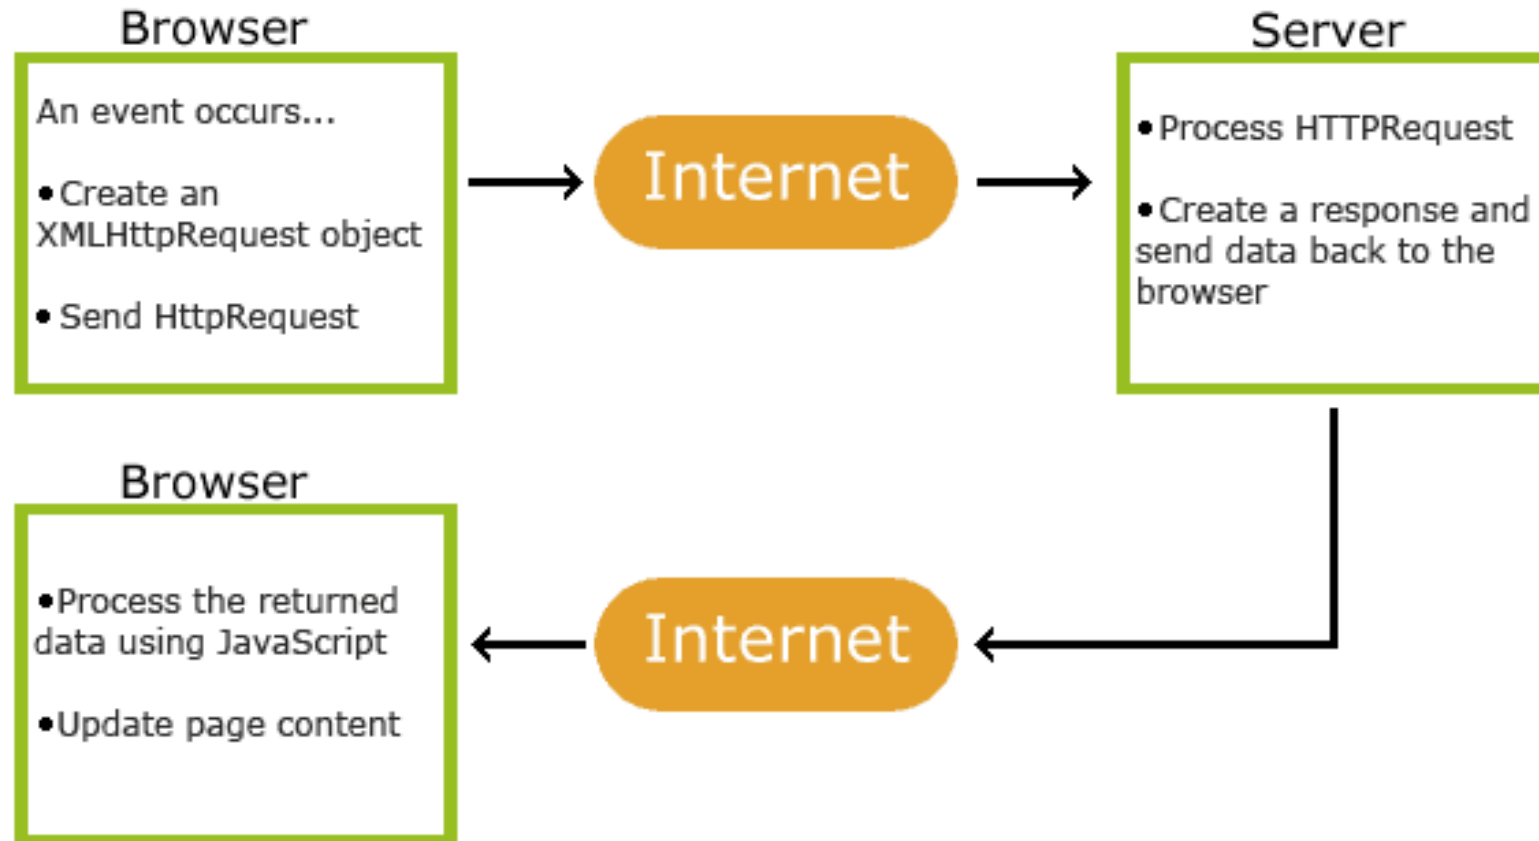 Browser
An event occurs...
•Create an
XMLHttpRequest object
• Send HttpRequest
Internet
Server
•Process HTTPRequest
•Create a response and
send data back to the
browser
Browser
•Process the returned
data using JavaScript
•Update page content
Internet